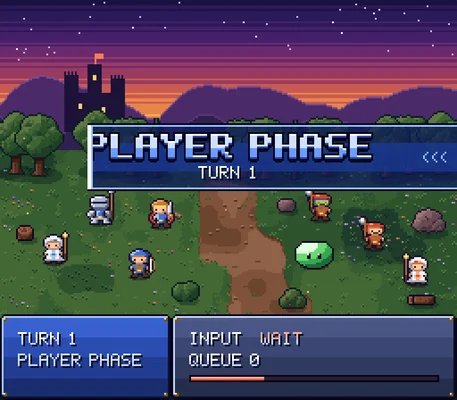 PLAYER PHASE
TURN 1
<<<
TURN 1
PLAYER PHASE
INPUT WAIT
QUEUE 0